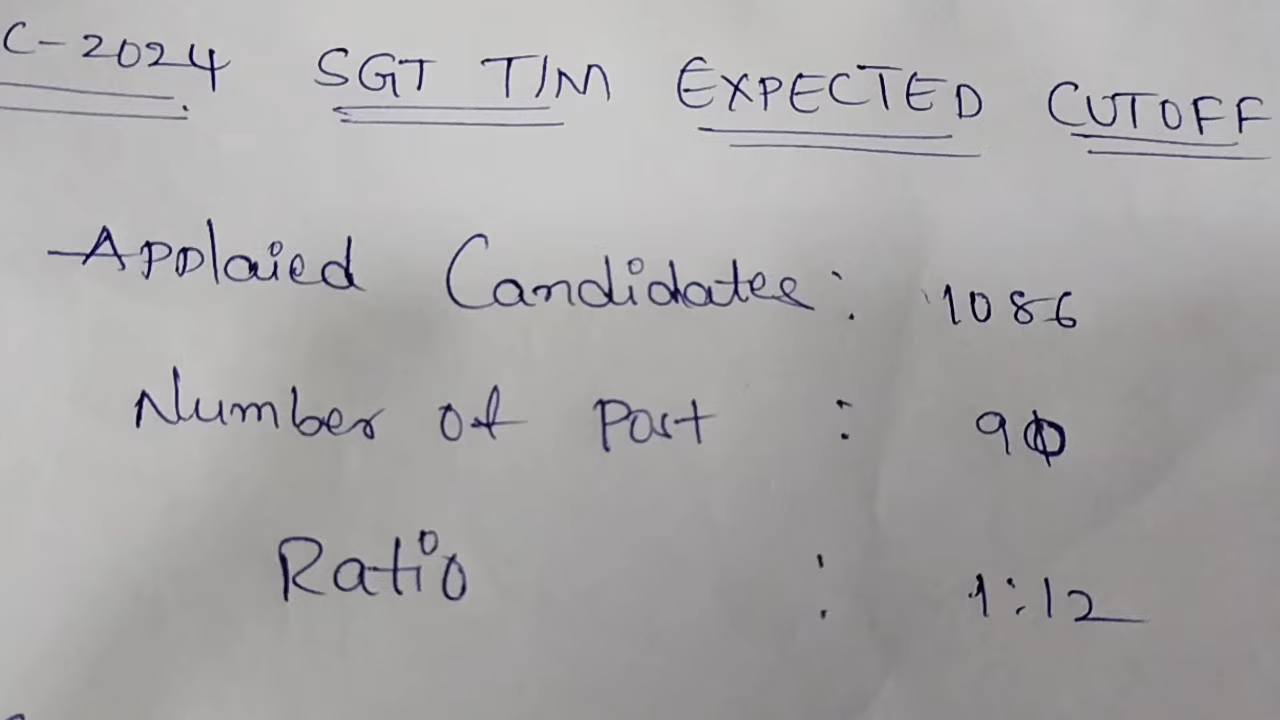 C-2024 SGT T/M EXPECTED CUTOFF
Applaied Candidates : 1086
Number of Post : 90
Ratio : 1:12